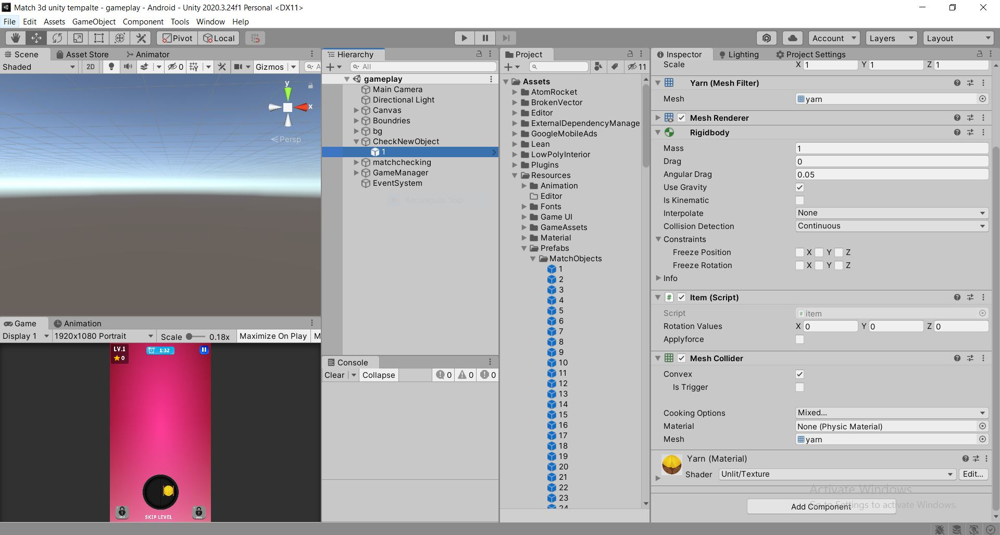 Match 3d unity tempalte - gameplay - Android - Unity 2020.3.24f1 Personal <DX11>
File Edit Assets GameObject Component Tools Window Help
Pivot Local Account Layers Layout
Scene Asset Store Animator
Shaded 2D 0 Gizmos A
y
x
Persp
Game Animation
Display 1 1920x1080 Portrait Scale 0.18x Maximize On Play M
LV.1
0
1:32
SKIP LEVEL
Hierarchy
All
gameplay
Main Camera
Directional Light
Canvas
Boundries
bg
CheckNewObject
1
matchchecking
GameManager
EventSystem
Rectangular Snip
Console
Clear Collapse 0 0 0
Project
11
Assets
AtomRocket
BrokenVector
Editor
ExternalDependencyManage
GoogleMobileAds
Lean
LowPolyInterior
Plugins
Resources
Animation
Editor
Fonts
Game UI
GameAssets
Material
Prefabs
MatchObjects
1
2
3
4
5
6
7
8
9
10
11
12
13
14
15
16
17
18
19
20
21
22
23
24
Inspector Lighting Project Settings
Scale X 1 Y 1 Z 1
Yarn (Mesh Filter)
Mesh yarn
Mesh Renderer
Rigidbody
Mass 1
Drag 0
Angular Drag 0.05
Use Gravity
Is Kinematic
Interpolate None
Collision Detection Continuous
Constraints
Freeze Position X Y Z
Freeze Rotation X Y Z
Info
Item (Script)
Script item
Rotation Values X 0 Y 0 Z 0
Applyforce
Mesh Collider
Convex
Is Trigger
Cooking Options Mixed...
Material None (Physic Material)
Mesh yarn
Yarn (Material)
Shader Unlit/Texture Edit...
Activate Windows
Go to Settings to activate Windows.
Add Component